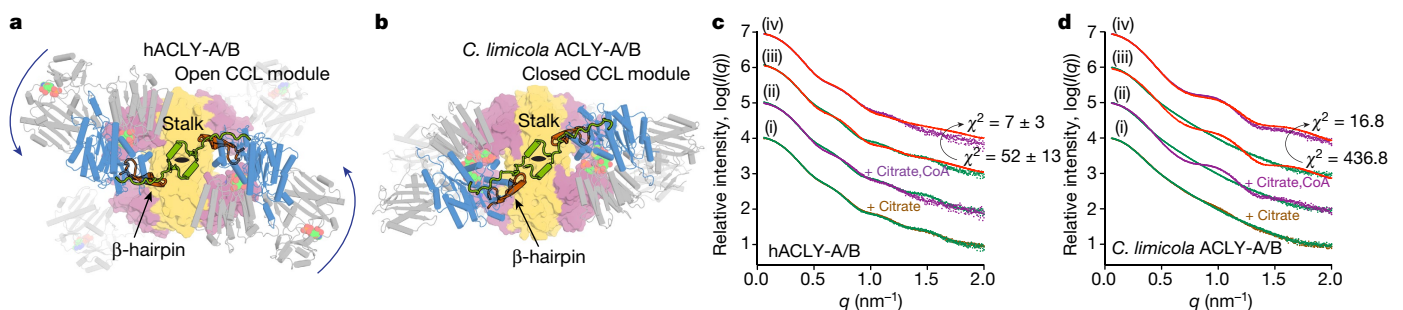 a
hACLY-A/B
Open CCL module
Stalk
β-hairpin
b
C. limicola ACLY-A/B
Closed CCL module
Stalk
β-hairpin
c
Relative intensity, log(I(q))
7
6
5
4
3
2
1
(iv)
(iii)
(ii)
(i)
χ² = 7 ± 3
χ² = 52 ± 13
+ Citrate,CoA
+ Citrate
hACLY-A/B
0 0.5 1.0 1.5 2.0
q (nm⁻¹)
d
Relative intensity, log(I(q))
7
6
5
4
3
2
1
(iv)
(iii)
(ii)
(i)
χ² = 16.8
χ² = 436.8
+ Citrate,CoA
+ Citrate
C. limicola ACLY-A/B
0 0.5 1.0 1.5 2.0
q (nm⁻¹)